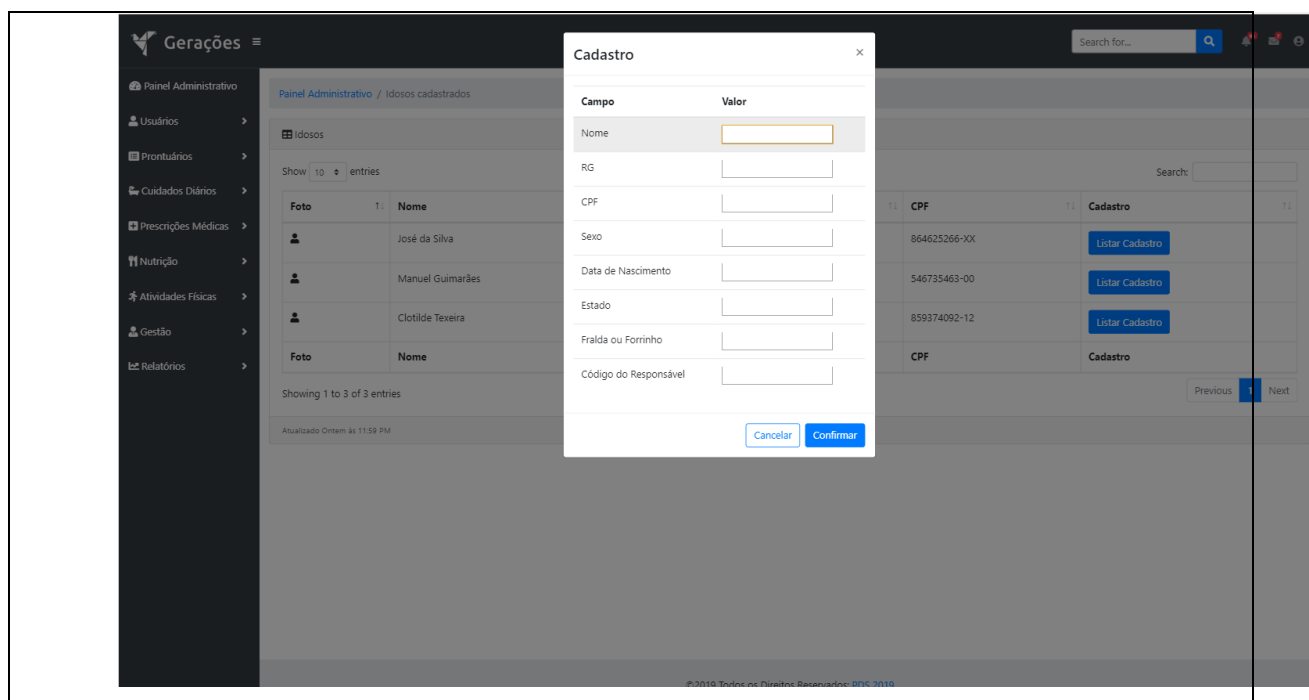 Gerações
Search for...
Painel Administrativo
Usuários
Prontuários
Cuidados Diários
Prescrições Médicas
Nutrição
Atividades Físicas
Gestão
Relatórios
Painel Administrativo / Idosos cadastrados
Idosos
Show 10 entries
Search:
Foto Nome CPF Cadastro
José da Silva 864625266-XX Listar Cadastro
Manuel Guimarães 546735463-00 Listar Cadastro
Clotilde Texeira 859374092-12 Listar Cadastro
Foto Nome CPF Cadastro
Showing 1 to 3 of 3 entries
Previous 1 Next
Atualizado Ontem às 11:59 PM
Cadastro ×
Campo Valor
Nome
RG
CPF
Sexo
Data de Nascimento
Estado
Fralda ou Forrinho
Código do Responsável
Cancelar Confirmar
©2019 Todos os Direitos Reservados: PDS 2019